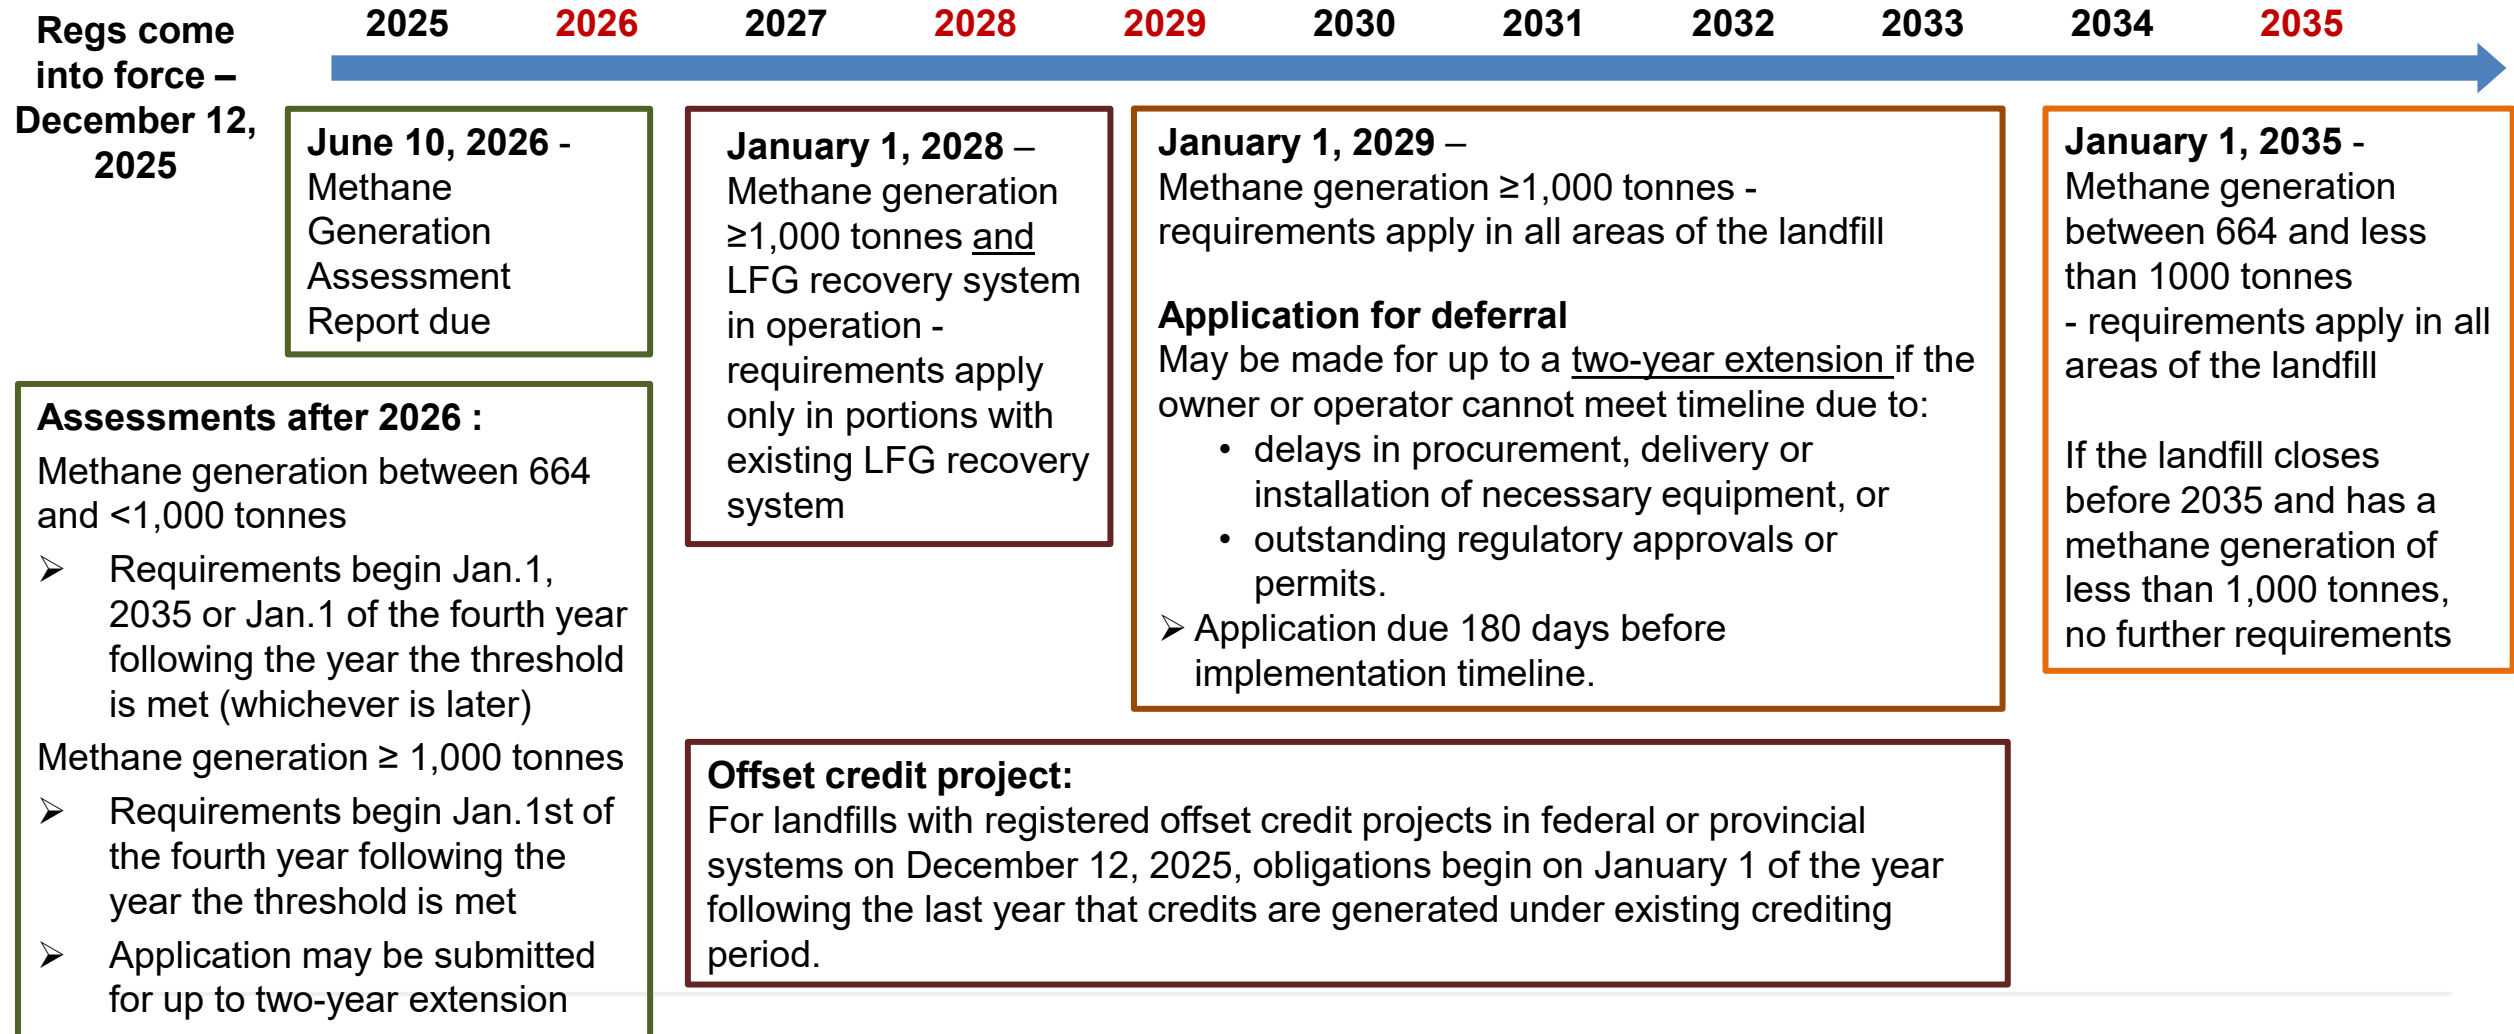 Regs come
into force –
December 12,
2025
2025 2026 2027 2028 2029 2030 2031 2032 2033 2034 2035
June 10, 2026 -
Methane
Generation
Assessment
Report due
Assessments after 2026 :
Methane generation between 664
and <1,000 tonnes
➢ Requirements begin Jan.1,
2035 or Jan.1 of the fourth year
following the year the threshold
is met (whichever is later)
Methane generation ≥ 1,000 tonnes
➢ Requirements begin Jan.1st of
the fourth year following the
year the threshold is met
➢ Application may be submitted
for up to two-year extension
January 1, 2028 –
Methane generation
≥1,000 tonnes and
LFG recovery system
in operation -
requirements apply
only in portions with
existing LFG recovery
system
January 1, 2029 –
Methane generation ≥1,000 tonnes -
requirements apply in all areas of the landfill
Application for deferral
May be made for up to a two-year extension if the
owner or operator cannot meet timeline due to:
• delays in procurement, delivery or
installation of necessary equipment, or
• outstanding regulatory approvals or
permits.
➢ Application due 180 days before
implementation timeline.
January 1, 2035 -
Methane generation
between 664 and less
than 1000 tonnes
- requirements apply in all
areas of the landfill
If the landfill closes
before 2035 and has a
methane generation of
less than 1,000 tonnes,
no further requirements
Offset credit project:
For landfills with registered offset credit projects in federal or provincial
systems on December 12, 2025, obligations begin on January 1 of the year
following the last year that credits are generated under existing crediting
period.